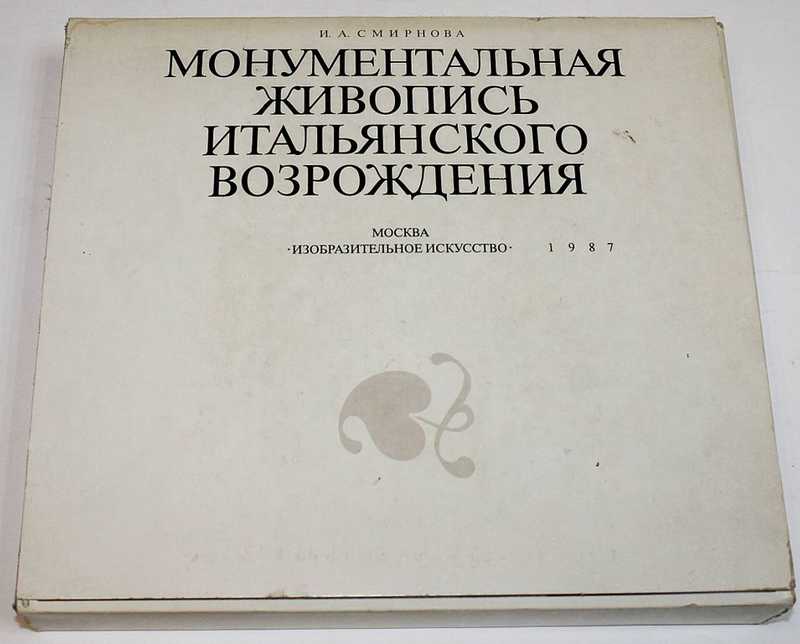 И. А. СМИРНОВА
МОНУМЕНТАЛЬНАЯ
ЖИВОПИСЬ
ИТАЛЬЯНСКОГО
ВОЗРОЖДЕНИЯ
МОСКВА
·ИЗОБРАЗИТЕЛЬНОЕ ИСКУССТВО· 1987